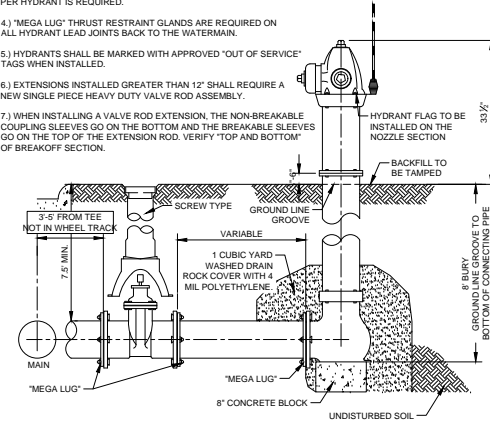 PER HYDRANT IS REQUIRED.
4.) "MEGA LUG" THRUST RESTRAINT GLANDS ARE REQUIRED ON
ALL HYDRANT LEAD JOINTS BACK TO THE WATERMAIN.
5.) HYDRANTS SHALL BE MARKED WITH APPROVED "OUT OF SERVICE"
TAGS WHEN INSTALLED.
6.) EXTENSIONS INSTALLED GREATER THAN 12" SHALL REQUIRE A
NEW SINGLE PIECE HEAVY DUTY VALVE ROD ASSEMBLY.
7.) WHEN INSTALLING A VALVE ROD EXTENSION, THE NON-BREAKABLE
COUPLING SLEEVES GO ON THE BOTTOM AND THE BREAKABLE SLEEVES
GO ON THE TOP OF THE EXTENSION ROD. VERIFY "TOP AND BOTTOM"
OF BREAKOFF SECTION.
33½"
HYDRANT FLAG TO BE
INSTALLED ON THE
NOZZLE SECTION
BACKFILL TO
BE TAMPED
SCREW TYPE
GROUND LINE
GROOVE
3'-5' FROM TEE
NOT IN WHEEL TRACK
VARIABLE
7.5' MIN.
1 CUBIC YARD
WASHED DRAIN
ROCK COVER WITH 4
MIL POLYETHYLENE.
8' BURY
GROUND LINE GROOVE TO
BOTTOM OF CONNECTING PIPE
MAIN
"MEGA LUG"
"MEGA LUG"
8" CONCRETE BLOCK
UNDISTURBED SOIL